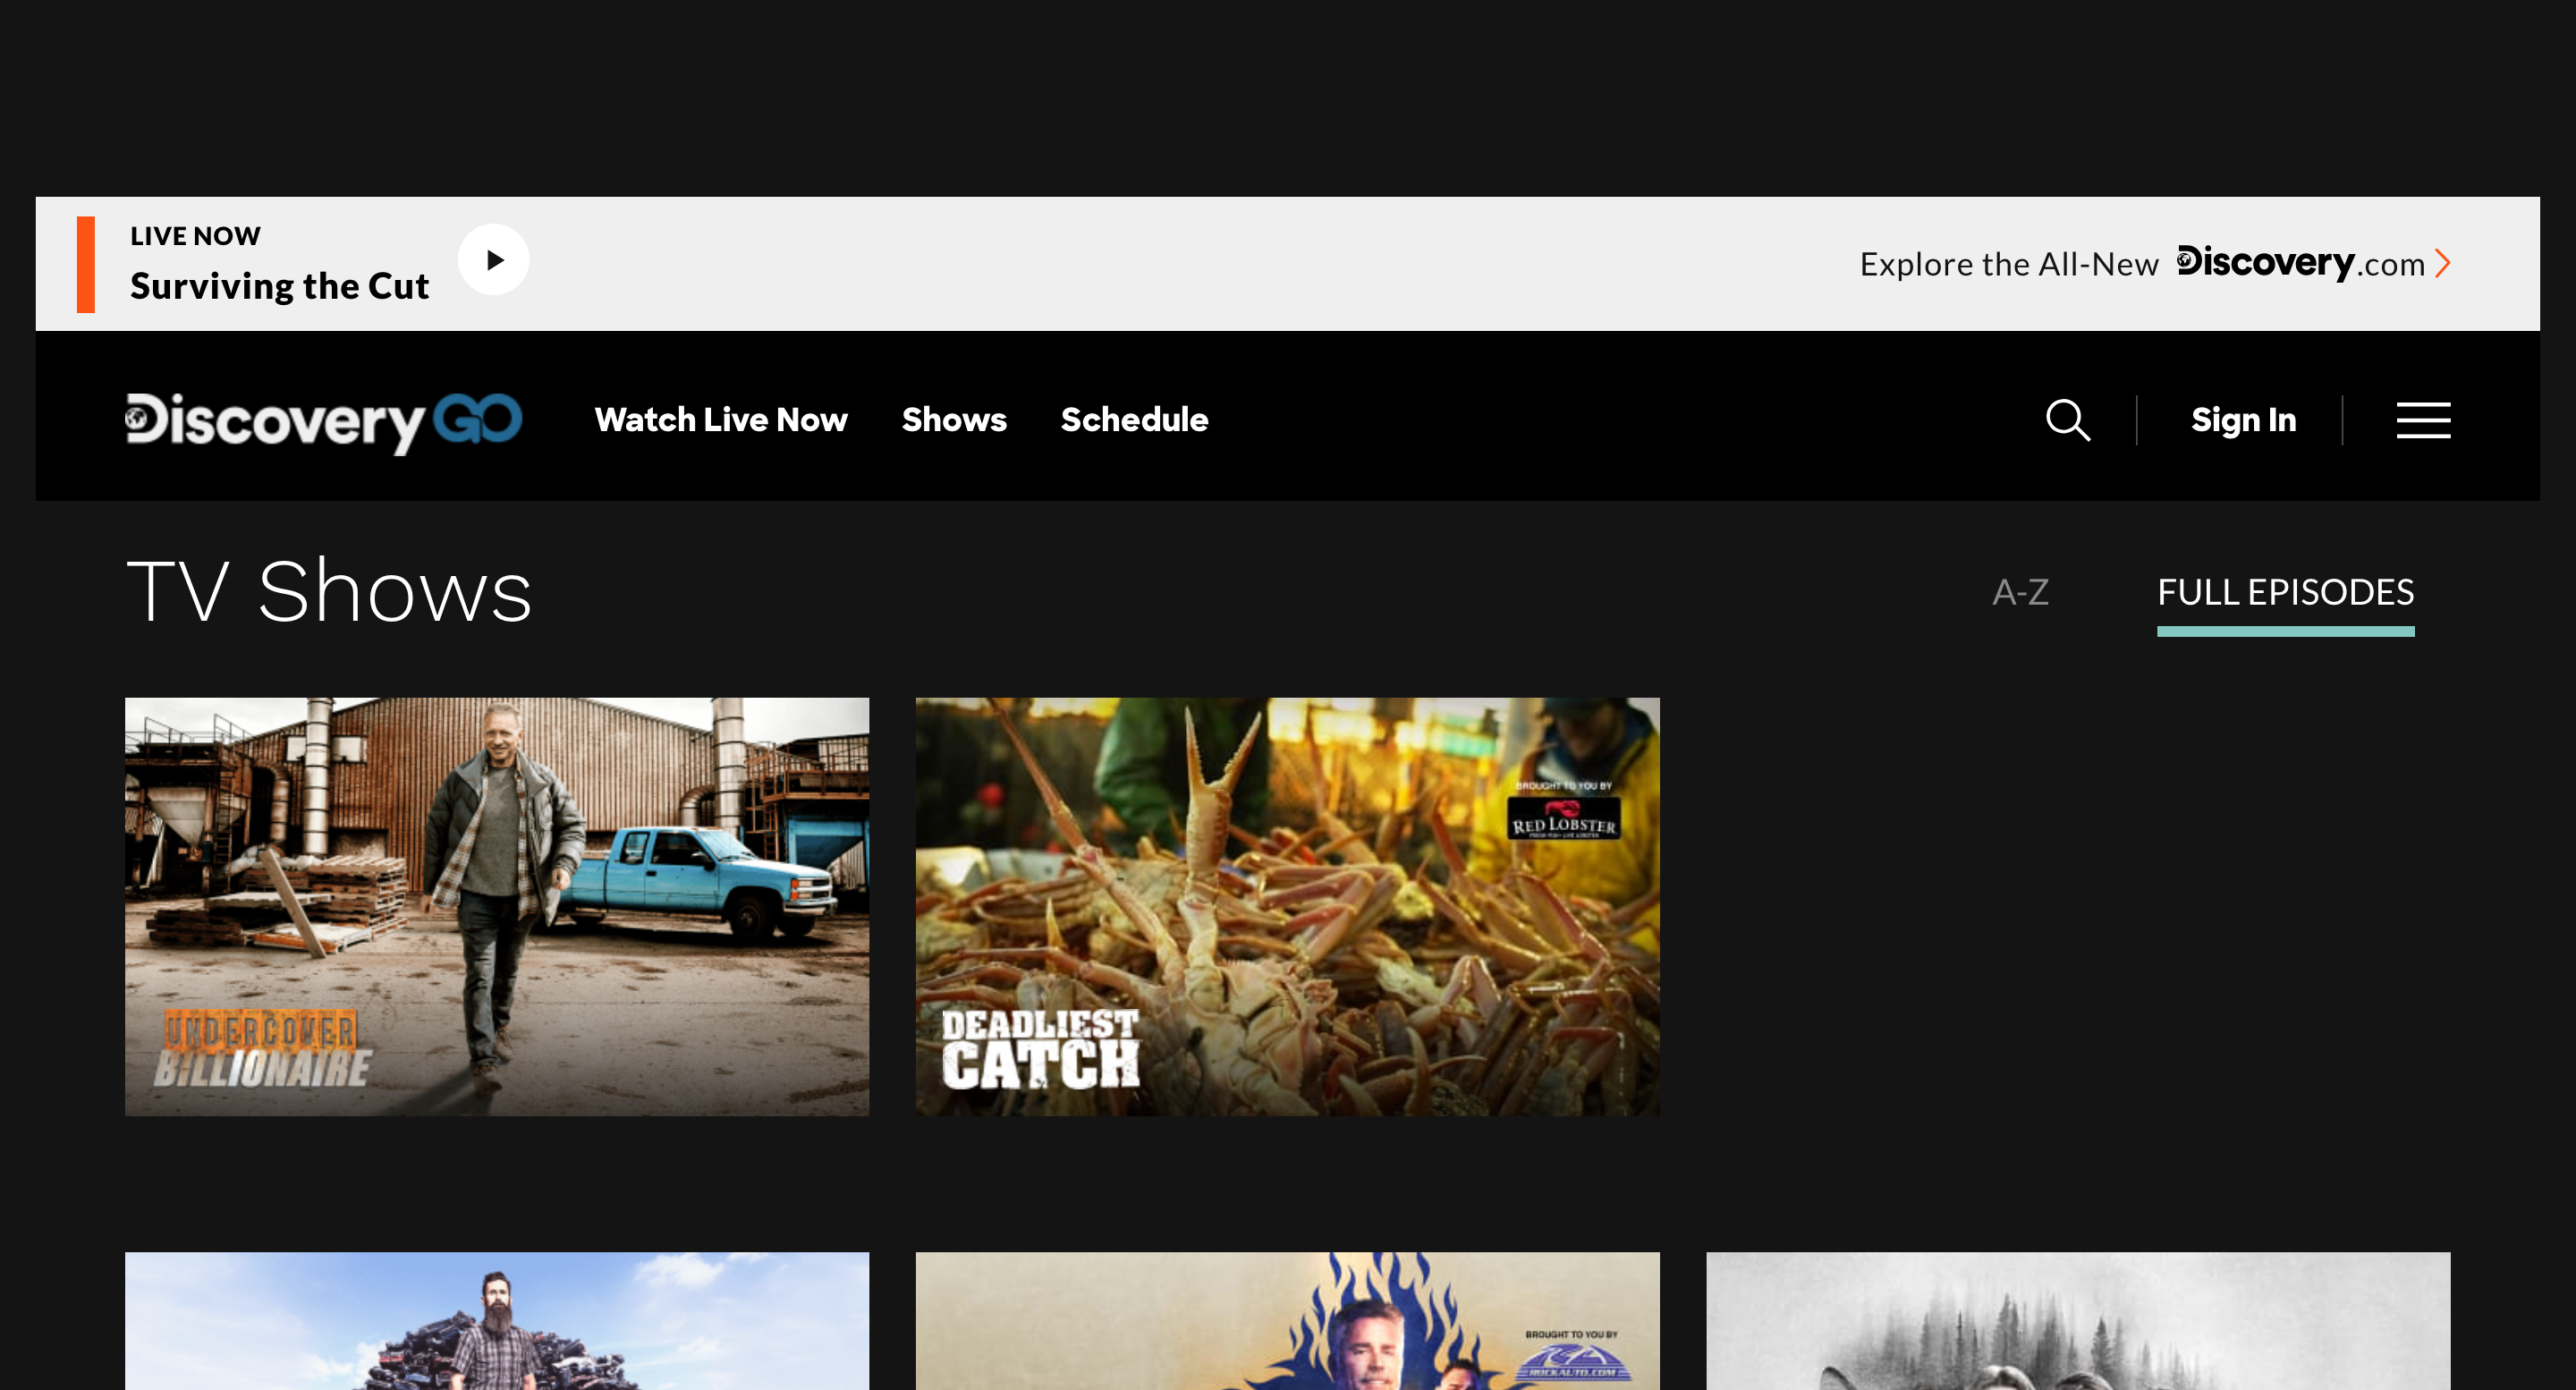 LIVE NOW
Surviving the Cut
Explore the All-New Discovery.com
Discovery GO
Watch Live Now
Shows
Schedule
Sign In
TV Shows
A-Z
FULL EPISODES
UNDERCOVER
BILLIONAIRE
BROUGHT TO YOU BY
RED LOBSTER
DEADLIEST
CATCH
BROUGHT TO YOU BY
ROCKAUTO.COM